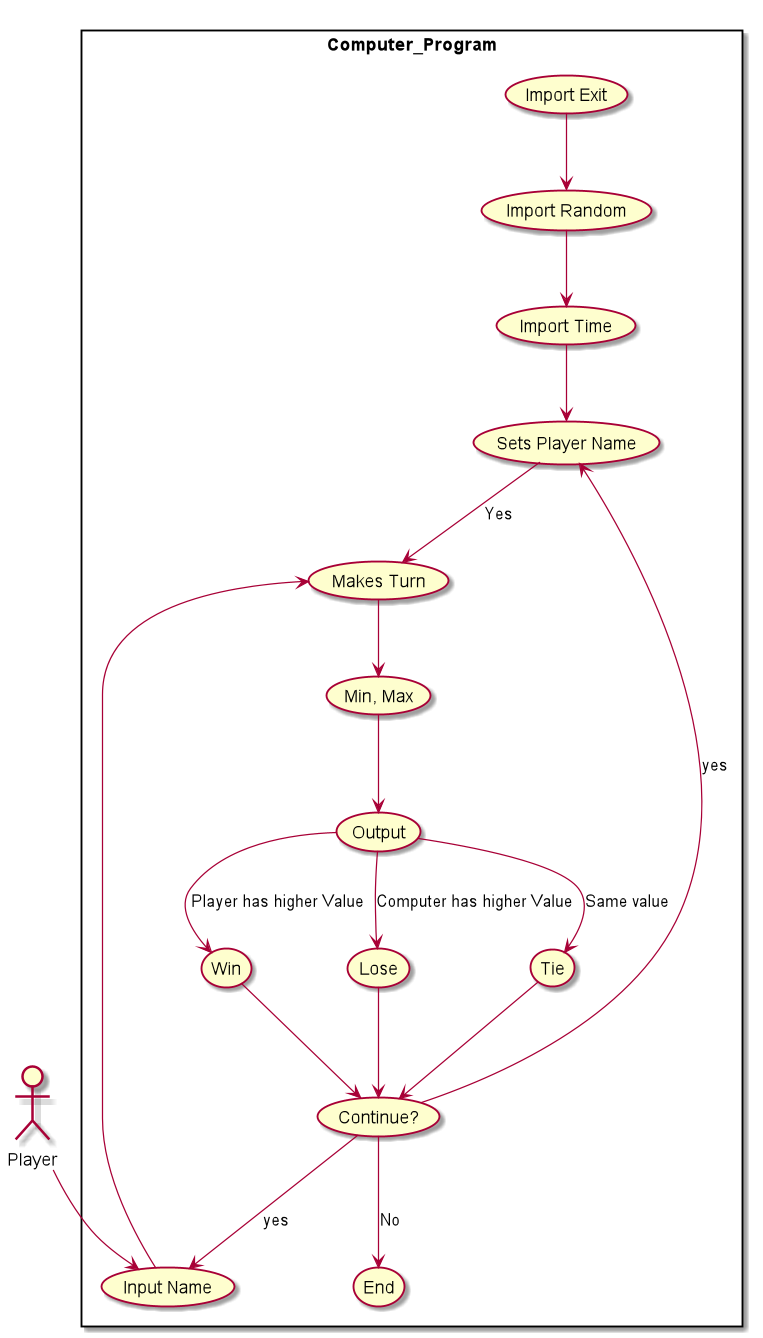 Computer_Program
Import Exit
Import Random
Import Time
Sets Player Name
Yes
Makes Turn
Min, Max
yes
Output
Player has higher Value
Computer has higher Value
Same value
Win
Lose
Tie
Continue?
Player
yes
No
Input Name
End